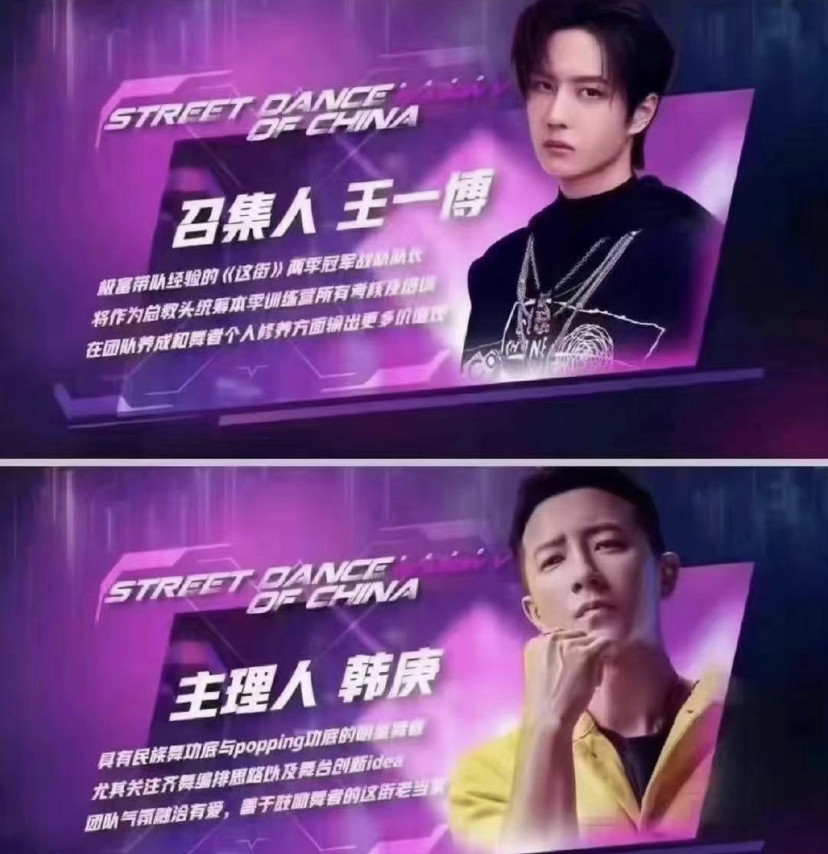 STREET DANCE
OF CHINA
召集人 王一博
极富带队经验的《这街》两季冠军战队队长
将作为总教头统筹本季训练营所有考核及培训
在团队养成和舞者个人修养方面输出更多价值观
STREET DANCE
OF CHINA
主理人 韩庚
具有民族舞功底与popping功底的明星舞者
尤其关注齐舞编排思路以及舞台创新idea
团队气氛融洽有爱，善于鼓励舞者的这街老当家